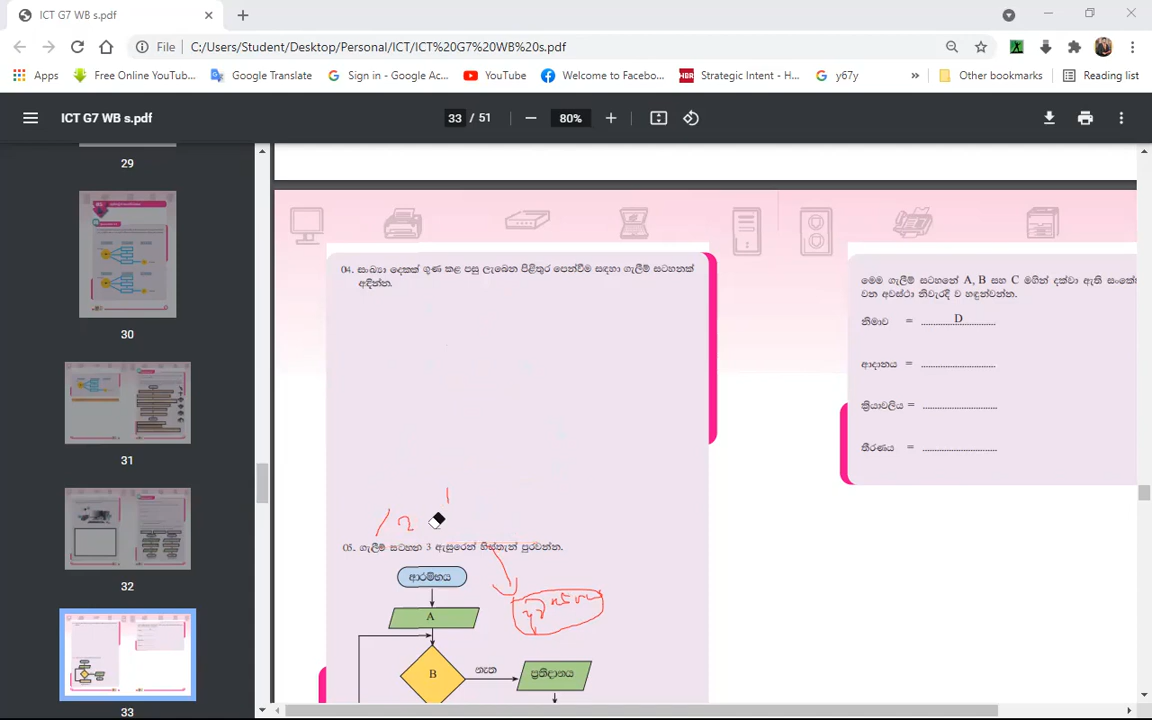 ICT G7 WB s.pdf
File
C:/Users/Student/Desktop/Personal/ICT/ICT%20G7%20WB%20s.pdf
Apps
Free Online YouTub...
Google Translate
Sign in - Google Ac...
YouTube
Welcome to Facebo...
HBR
Strategic Intent - H...
y67y
»
Other bookmarks
Reading list
ICT G7 WB s.pdf
33 / 51
80%
29
30
31
32
33
04. සංඛ්‍යා දෙකක් ගුණ කළ පසු ලැබෙන පිළිතුර පෙන්වීම සඳහා ගැලීම් සටහනක්
අඳින්න.
05. ගැලීම් සටහන 3 ඇසුරෙන් හිස්තැන් පුරවන්න.
ආරම්භය
A
B
නැත
ප්‍රතිදානය
මෙම ගැලීම් සටහනේ A, B සහ C මගින් දක්වා ඇති සංකේ
වන අවස්ථා නිවැරදි ව හඳුන්වන්න.
නිමාව = ..............D..............
ආදානය = ............................
ක්‍රියාවලිය = ............................
තීරණය = ............................